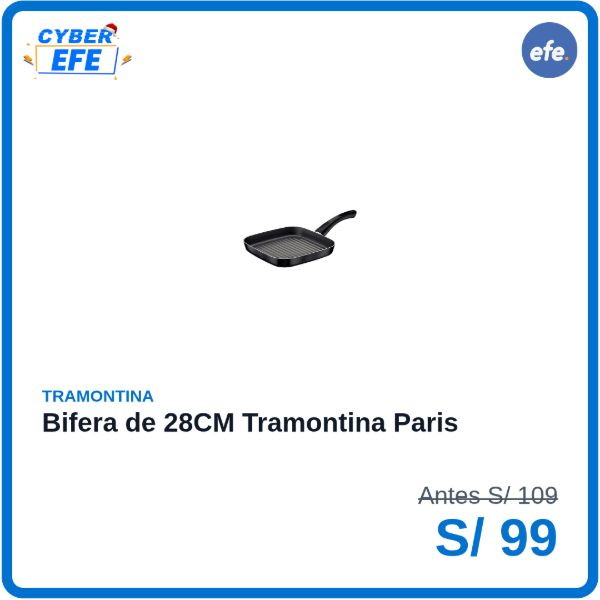 CYBER
EFE
efe.
TRAMONTINA
Bifera de 28CM Tramontina Paris
Antes S/ 109
S/ 99